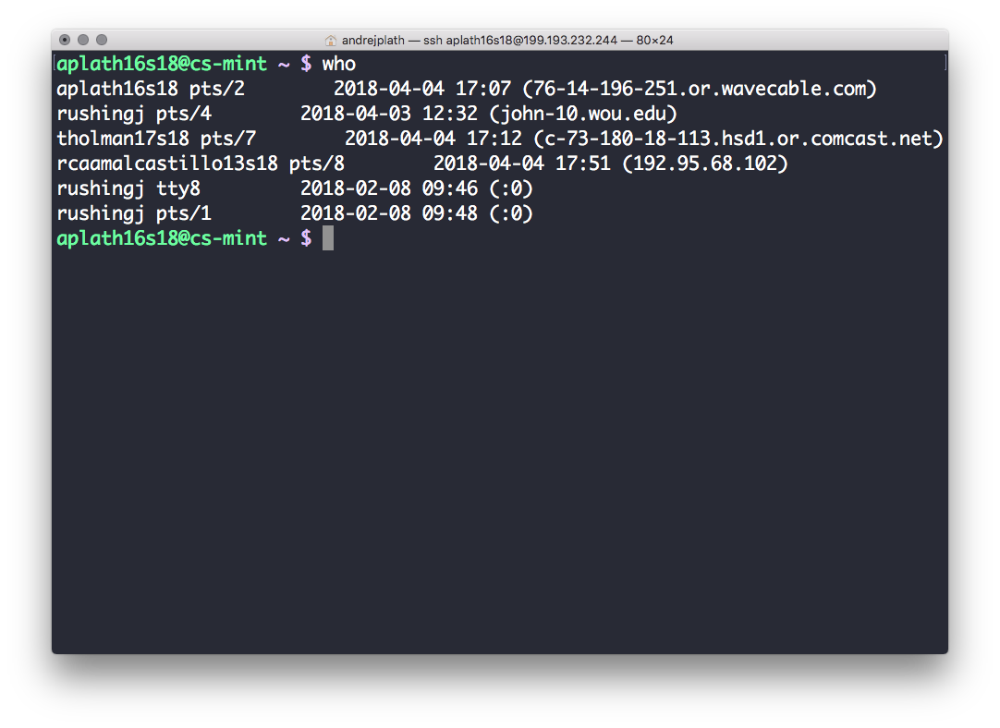 andrejplath — ssh aplath16s18@199.193.232.244 — 80×24
[aplath16s18@cs-mint ~ $ who ]
aplath16s18 pts/2        2018-04-04 17:07 (76-14-196-251.or.wavecable.com)
rushingj pts/4        2018-04-03 12:32 (john-10.wou.edu)
tholman17s18 pts/7        2018-04-04 17:12 (c-73-180-18-113.hsd1.or.comcast.net)
rcaamalcastillo13s18 pts/8        2018-04-04 17:51 (192.95.68.102)
rushingj tty8         2018-02-08 09:46 (:0)
rushingj pts/1        2018-02-08 09:48 (:0)
aplath16s18@cs-mint ~ $